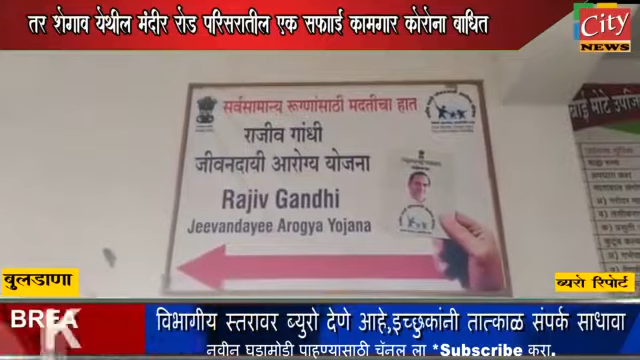 तर शेगाव येथील मंदीर रोड परिसरातील एक सफाई कामगार कोरोना बाधित
City
NEWS
सर्वसामान्य रूग्णांसाठी मदतीचा हात
राजीव गांधी
जीवनदायी आरोग्य योजना
Rajiv Gandhi
Jeevandayee Arogya Yojana
बुलडाणा
ब्यरो रिपोर्ट
BREA
K
विभागीय स्तरावर ब्युरो देणे आहे,इच्छुकांनी तात्काळ संपर्क साधावा
नवीन घडामोडी पाहण्यासाठी चॅनल ला *Subscribe करा.